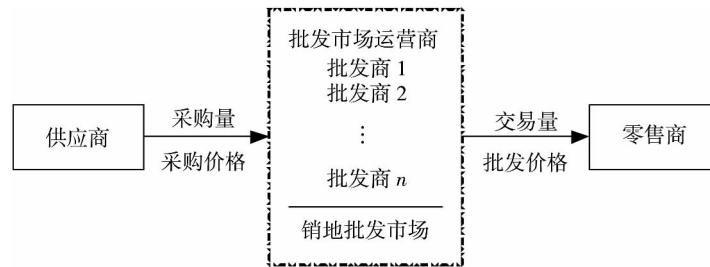 供应商
采购量
采购价格
批发市场运营商
批发商 1
批发商 2
⋮
批发商 n
销地批发市场
交易量
批发价格
零售商